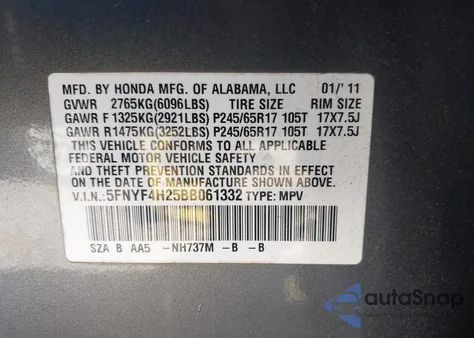 MFD. BY HONDA MFG. OF ALABAMA, LLC 01/'11
GVWR 2765KG(6096LBS) TIRE SIZE RIM SIZE
GAWR F 1325KG(2921LBS) P245/65R17 105T 17X7.5J
GAWR R1475KG(3252LBS) P245/65R17 105T 17X7.5J
THIS VEHICLE CONFORMS TO ALL APPLICABLE
FEDERAL MOTOR VEHICLE SAFETY
AND THEFT PREVENTION STANDARDS IN EFFECT
ON THE DATE OF MANUFACTURE SHOWN ABOVE.
V.I.N.:5FNYF4H25BB061332 TYPE: MPV
SZA B AA5 -NH737M -B -B
autoSnap